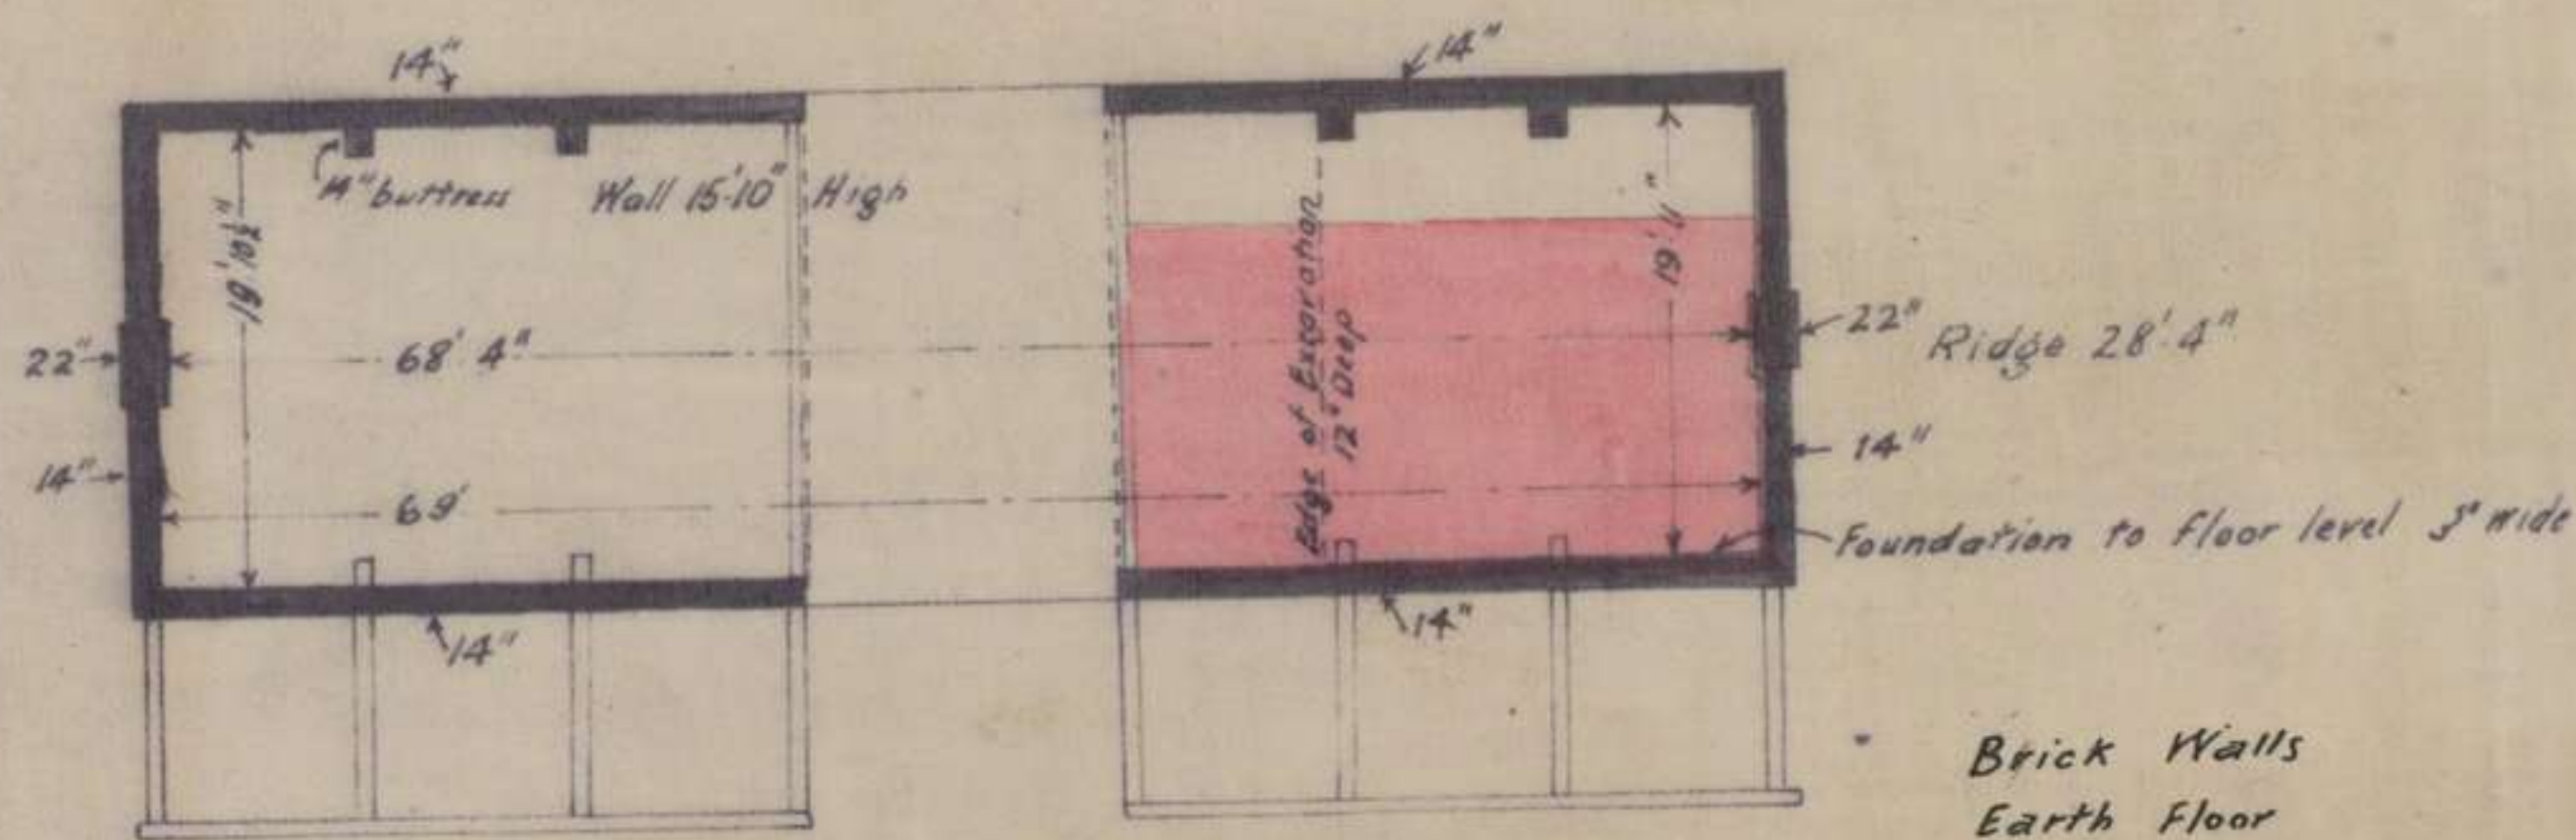 14"
14"
14" buttress
Wall 15'-10" High
19' 10¾"
19' 11"
Edge of Excavation
12" Deep
22"
68' 4"
22"
Ridge 28'-4"
14"
14"
69'
Foundation to floor level 3" wide
14"
14"
Brick Walls
Earth Floor